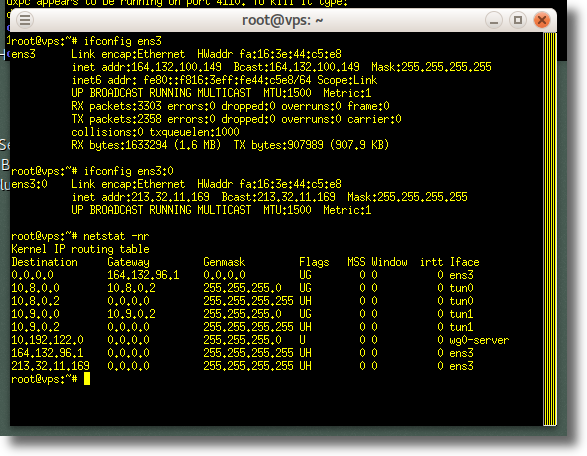 uxpc appears to be running on port 4110. To kill it type:
root@vps: ~
root@vps:~# ifconfig ens3
ens3 Link encap:Ethernet HWaddr fa:16:3e:44:c5:e8
inet addr:164.132.100.149 Bcast:164.132.100.149 Mask:255.255.255.255
inet6 addr: fe80::f816:3eff:fe44:c5e8/64 Scope:Link
UP BROADCAST RUNNING MULTICAST MTU:1500 Metric:1
RX packets:3303 errors:0 dropped:0 overruns:0 frame:0
TX packets:2358 errors:0 dropped:0 overruns:0 carrier:0
collisions:0 txqueuelen:1000
RX bytes:1633294 (1.6 MB) TX bytes:907989 (907.9 KB)
root@vps:~# ifconfig ens3:0
ens3:0 Link encap:Ethernet HWaddr fa:16:3e:44:c5:e8
inet addr:213.32.11.169 Bcast:213.32.11.169 Mask:255.255.255.255
UP BROADCAST RUNNING MULTICAST MTU:1500 Metric:1
root@vps:~# netstat -nr
Kernel IP routing table
Destination Gateway Genmask Flags MSS Window irtt Iface
0.0.0.0 164.132.96.1 0.0.0.0 UG 0 0 0 ens3
10.8.0.0 10.8.0.2 255.255.255.0 UG 0 0 0 tun0
10.8.0.2 0.0.0.0 255.255.255.255 UH 0 0 0 tun0
10.9.0.0 10.9.0.2 255.255.255.0 UG 0 0 0 tun1
10.9.0.2 0.0.0.0 255.255.255.255 UH 0 0 0 tun1
10.192.122.0 0.0.0.0 255.255.255.0 U 0 0 0 wg0-server
164.132.96.1 0.0.0.0 255.255.255.255 UH 0 0 0 ens3
213.32.11.169 0.0.0.0 255.255.255.255 UH 0 0 0 ens3
root@vps:~#